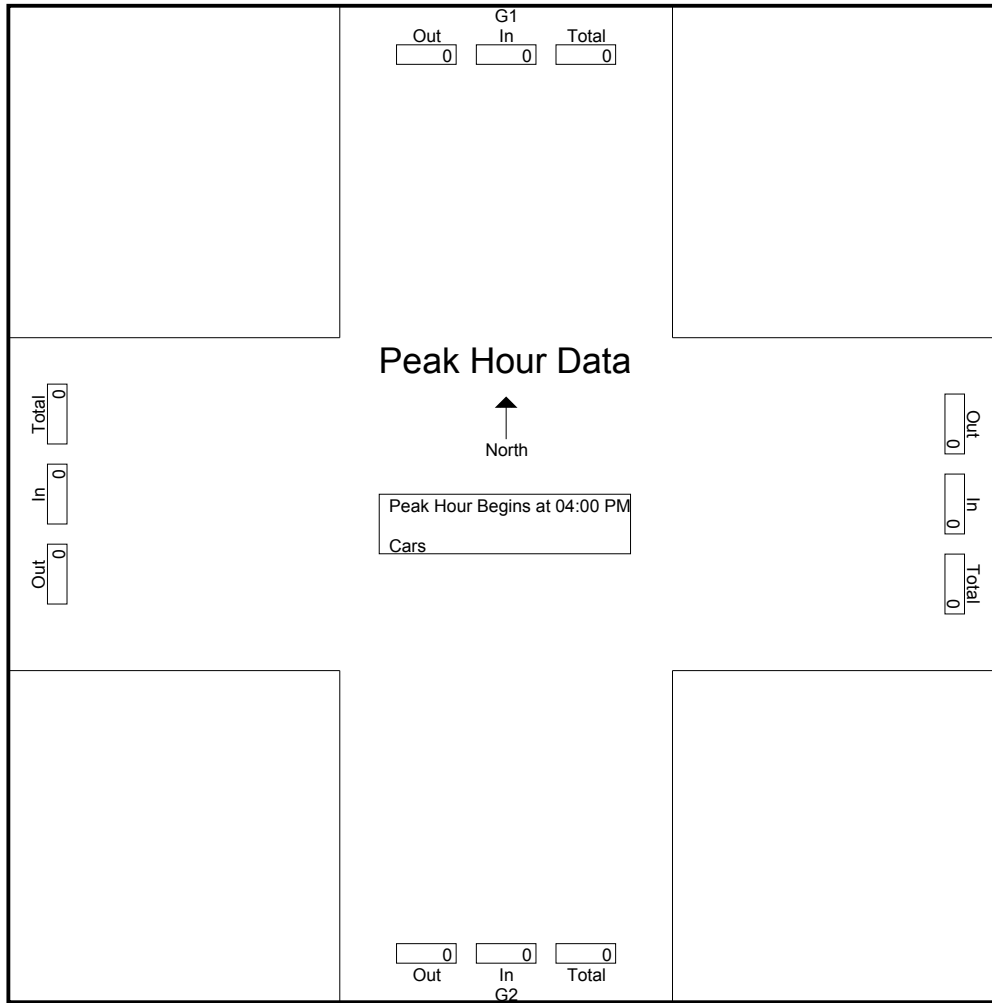 G1
Out In Total
0 0 0
Peak Hour Data
North
Peak Hour Begins at 04:00 PM
Cars
Total 0
In 0
Out 0
Out 0
In 0
Total 0
0 0 0
Out In Total
G2